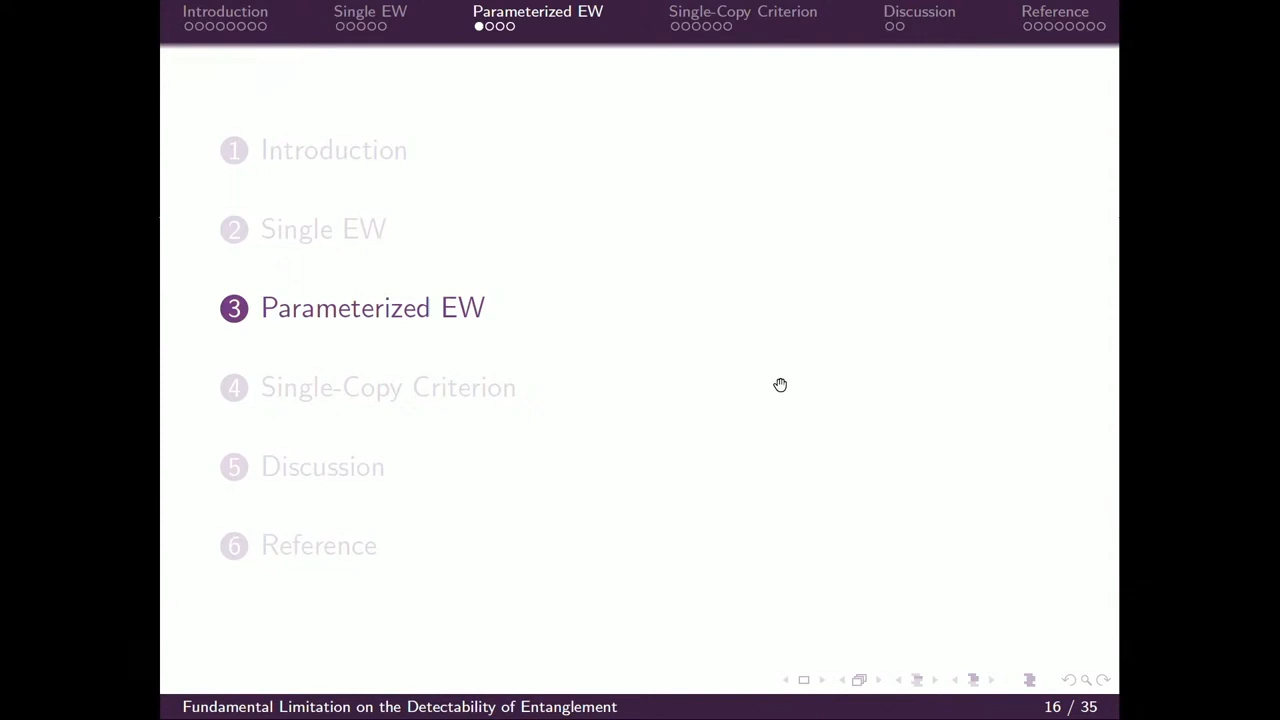 Introduction Single EW Parameterized EW Single-Copy Criterion Discussion Reference
1 Introduction
2 Single EW
3 Parameterized EW
4 Single-Copy Criterion
5 Discussion
6 Reference
Fundamental Limitation on the Detectability of Entanglement 16 / 35